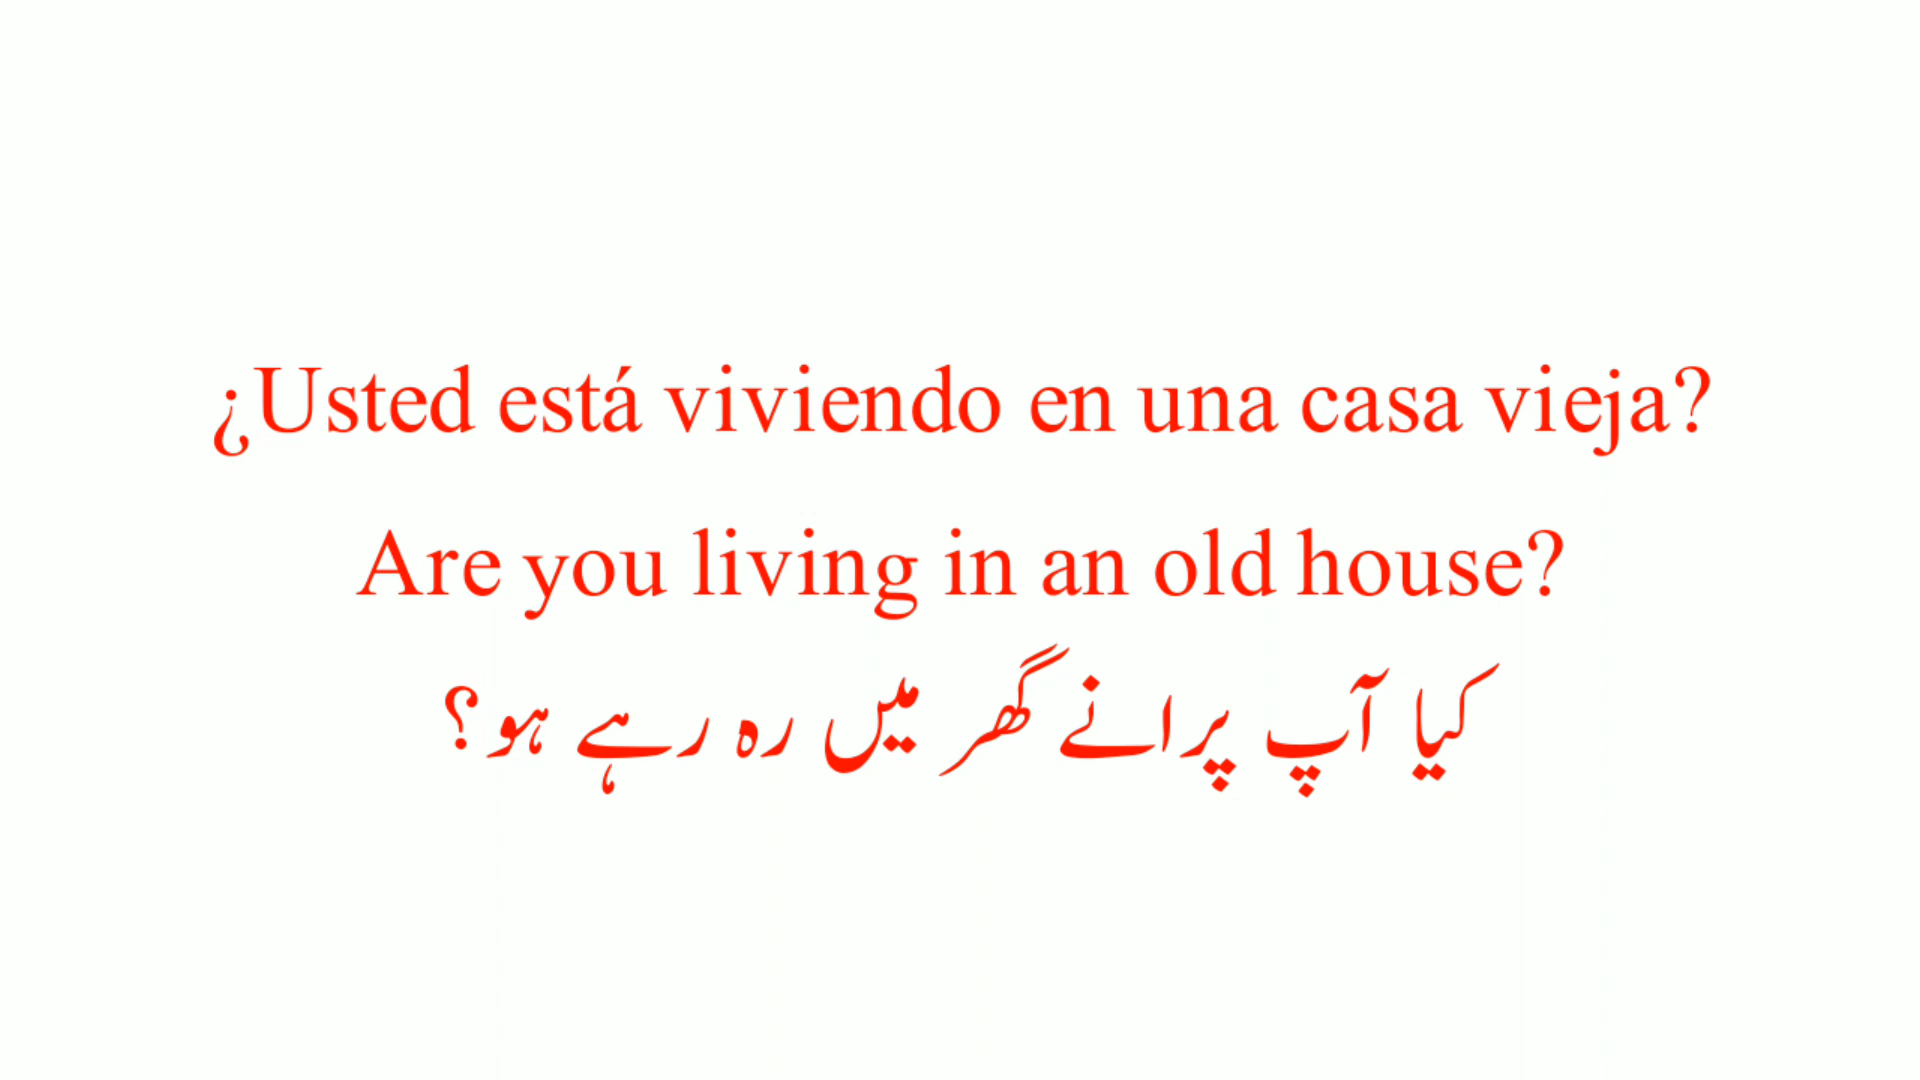 ¿Usted está viviendo en una casa vieja?
Are you living in an old house?
کیا آپ پرانے گھر میں رہ رہے ہو؟